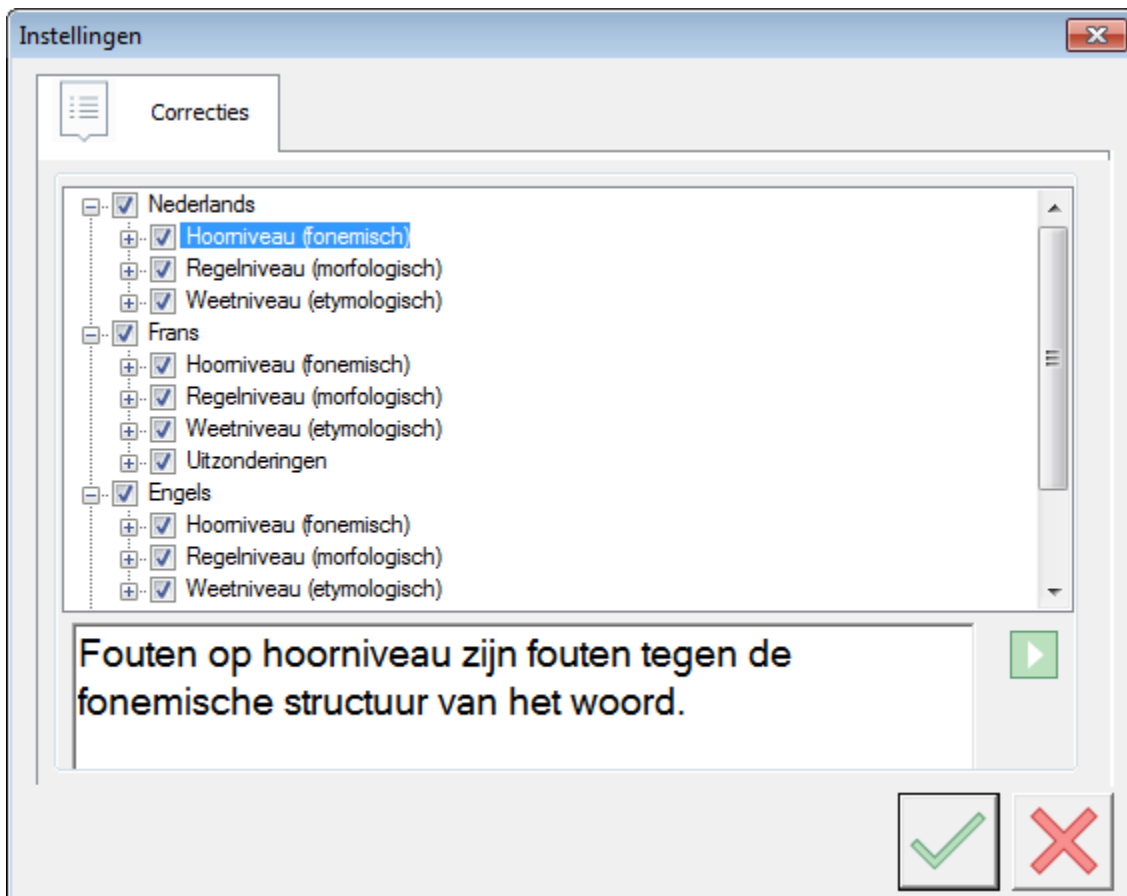 Instellingen
Correcties
Nederlands
Hoorniveau (fonemisch)
Regelniveau (morfologisch)
Weetniveau (etymologisch)
Frans
Hoorniveau (fonemisch)
Regelniveau (morfologisch)
Weetniveau (etymologisch)
Uitzonderingen
Engels
Hoorniveau (fonemisch)
Regelniveau (morfologisch)
Weetniveau (etymologisch)
Fouten op hoorniveau zijn fouten tegen de
fonemische structuur van het woord.